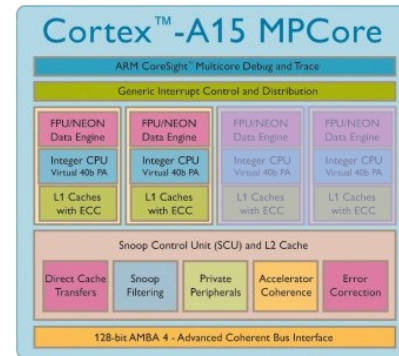 Cortex™-A15 MPCore
ARM CoreSight™ Multicore Debug and Trace
Generic Interrupt Control and Distribution
FPU/NEON
Data Engine
Integer CPU
Virtual 40b PA
L1 Caches
with ECC
FPU/NEON
Data Engine
Integer CPU
Virtual 40b PA
L1 Caches
with ECC
FPU/NEON
Data Engine
Integer CPU
Virtual 40b PA
L1 Caches
with ECC
FPU/NEON
Data Engine
Integer CPU
Virtual 40b PA
L1 Caches
with ECC
Snoop Control Unit (SCU) and L2 Cache
Direct Cache
Transfers
Snoop
Filtering
Private
Peripherals
Accelerator
Coherence
Error
Correction
128-bit AMBA 4 - Advanced Coherent Bus Interface